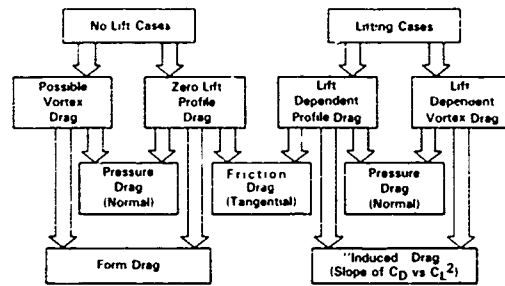 No Lift Cases
Lifting Cases
Possible
Vortex
Drag
Zero Lift
Profile
Drag
Lift
Dependent
Profile Drag
Lift
Dependent
Vortex Drag
Pressure
Drag
(Normal)
Friction
Drag
(Tangential)
Pressure
Drag
(Normal)
Form Drag
"Induced Drag
(Slope of CD vs CL²)